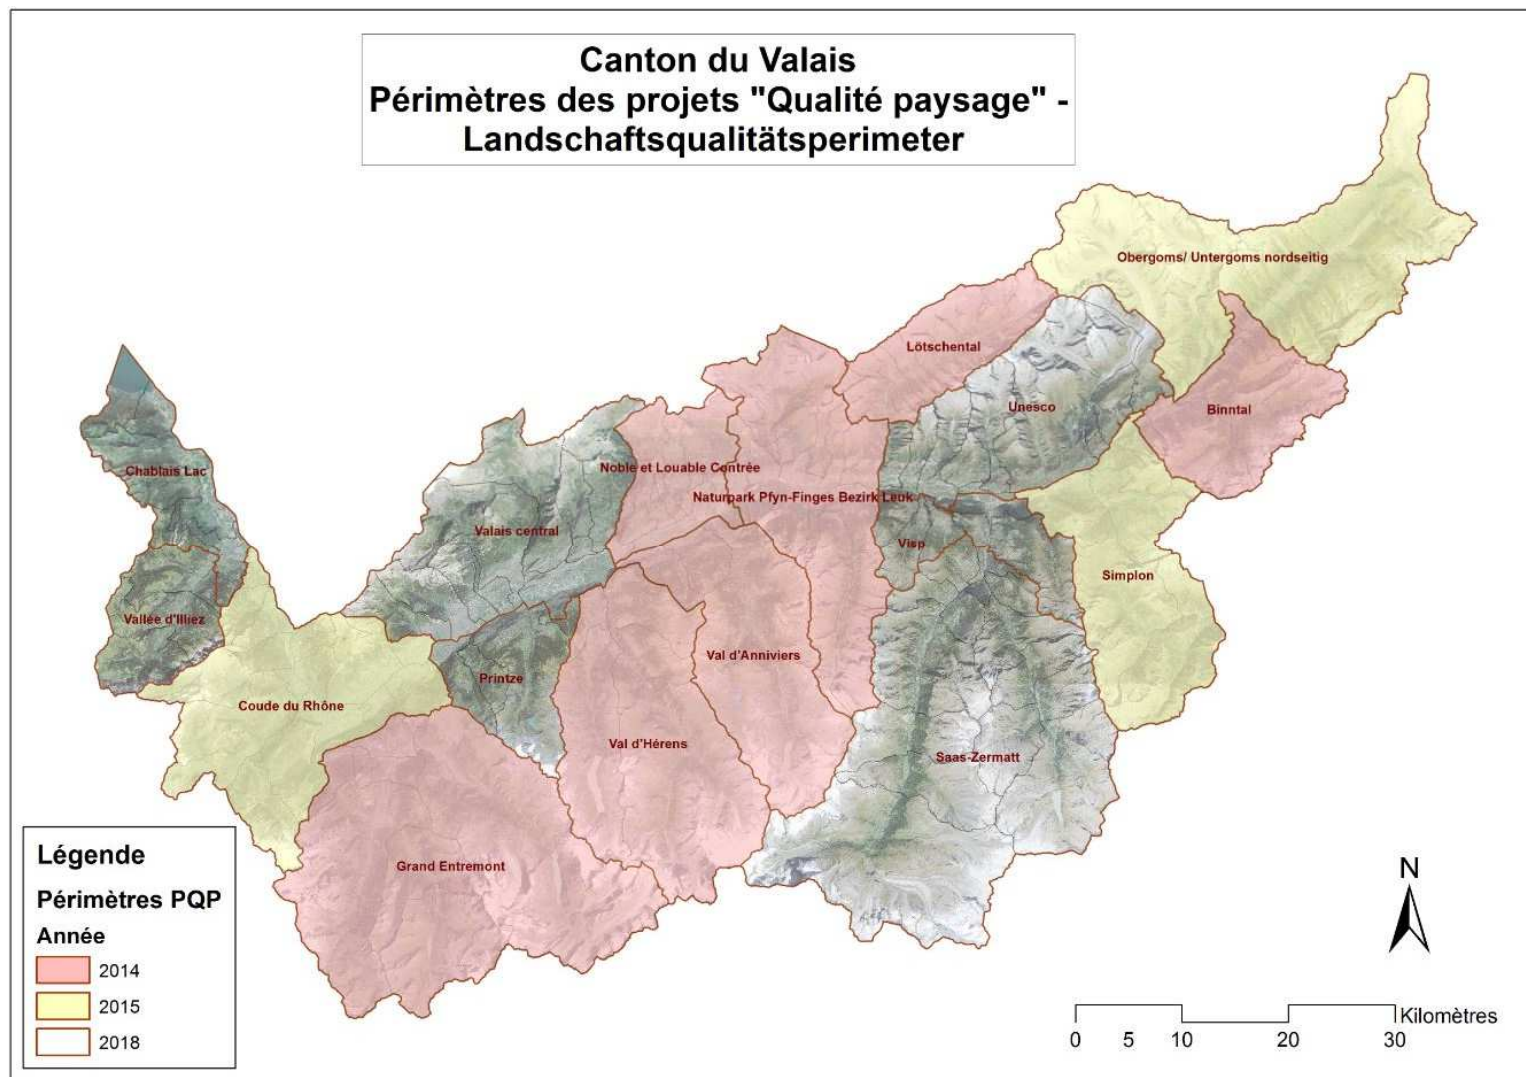 Canton du Valais
Périmètres des projets "Qualité paysage" -
Landschaftsqualitätsperimeter
Obergoms/ Untergoms nordseitig
Lötschental
Unesco
Binntal
Chablais Lac
Noble et Louable Contrée
Naturpark Pfyn-Finges Bezirk Leuk
Valais central
Visp
Simplon
Vallée d'Illiez
Val d'Anniviers
Printze
Coude du Rhône
Val d'Hérens
Saas-Zermatt
Grand Entremont
Légende
Périmètres PQP
Année
2014
2015
2018
N
Kilomètres
0 5 10 20 30